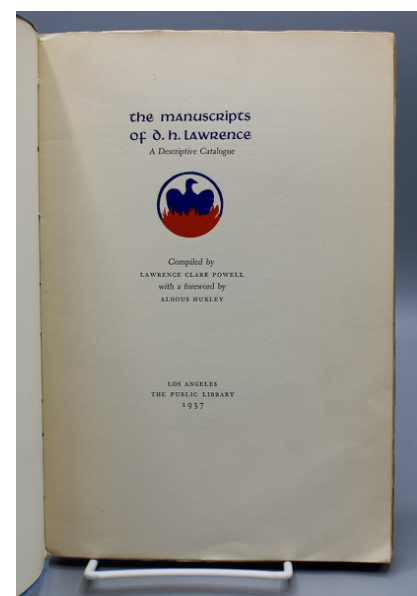 the manuscripts
of d. h. Lawrence
A Descriptive Catalogue
Compiled by
LAWRENCE CLARK POWELL
with a foreword by
ALDOUS HUXLEY
LOS ANGELES
THE PUBLIC LIBRARY
1937